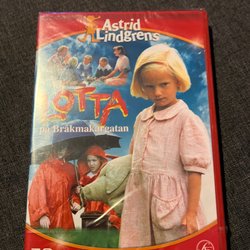 Astrid
Lindgrens
LOTTA
på Bråkmakargatan